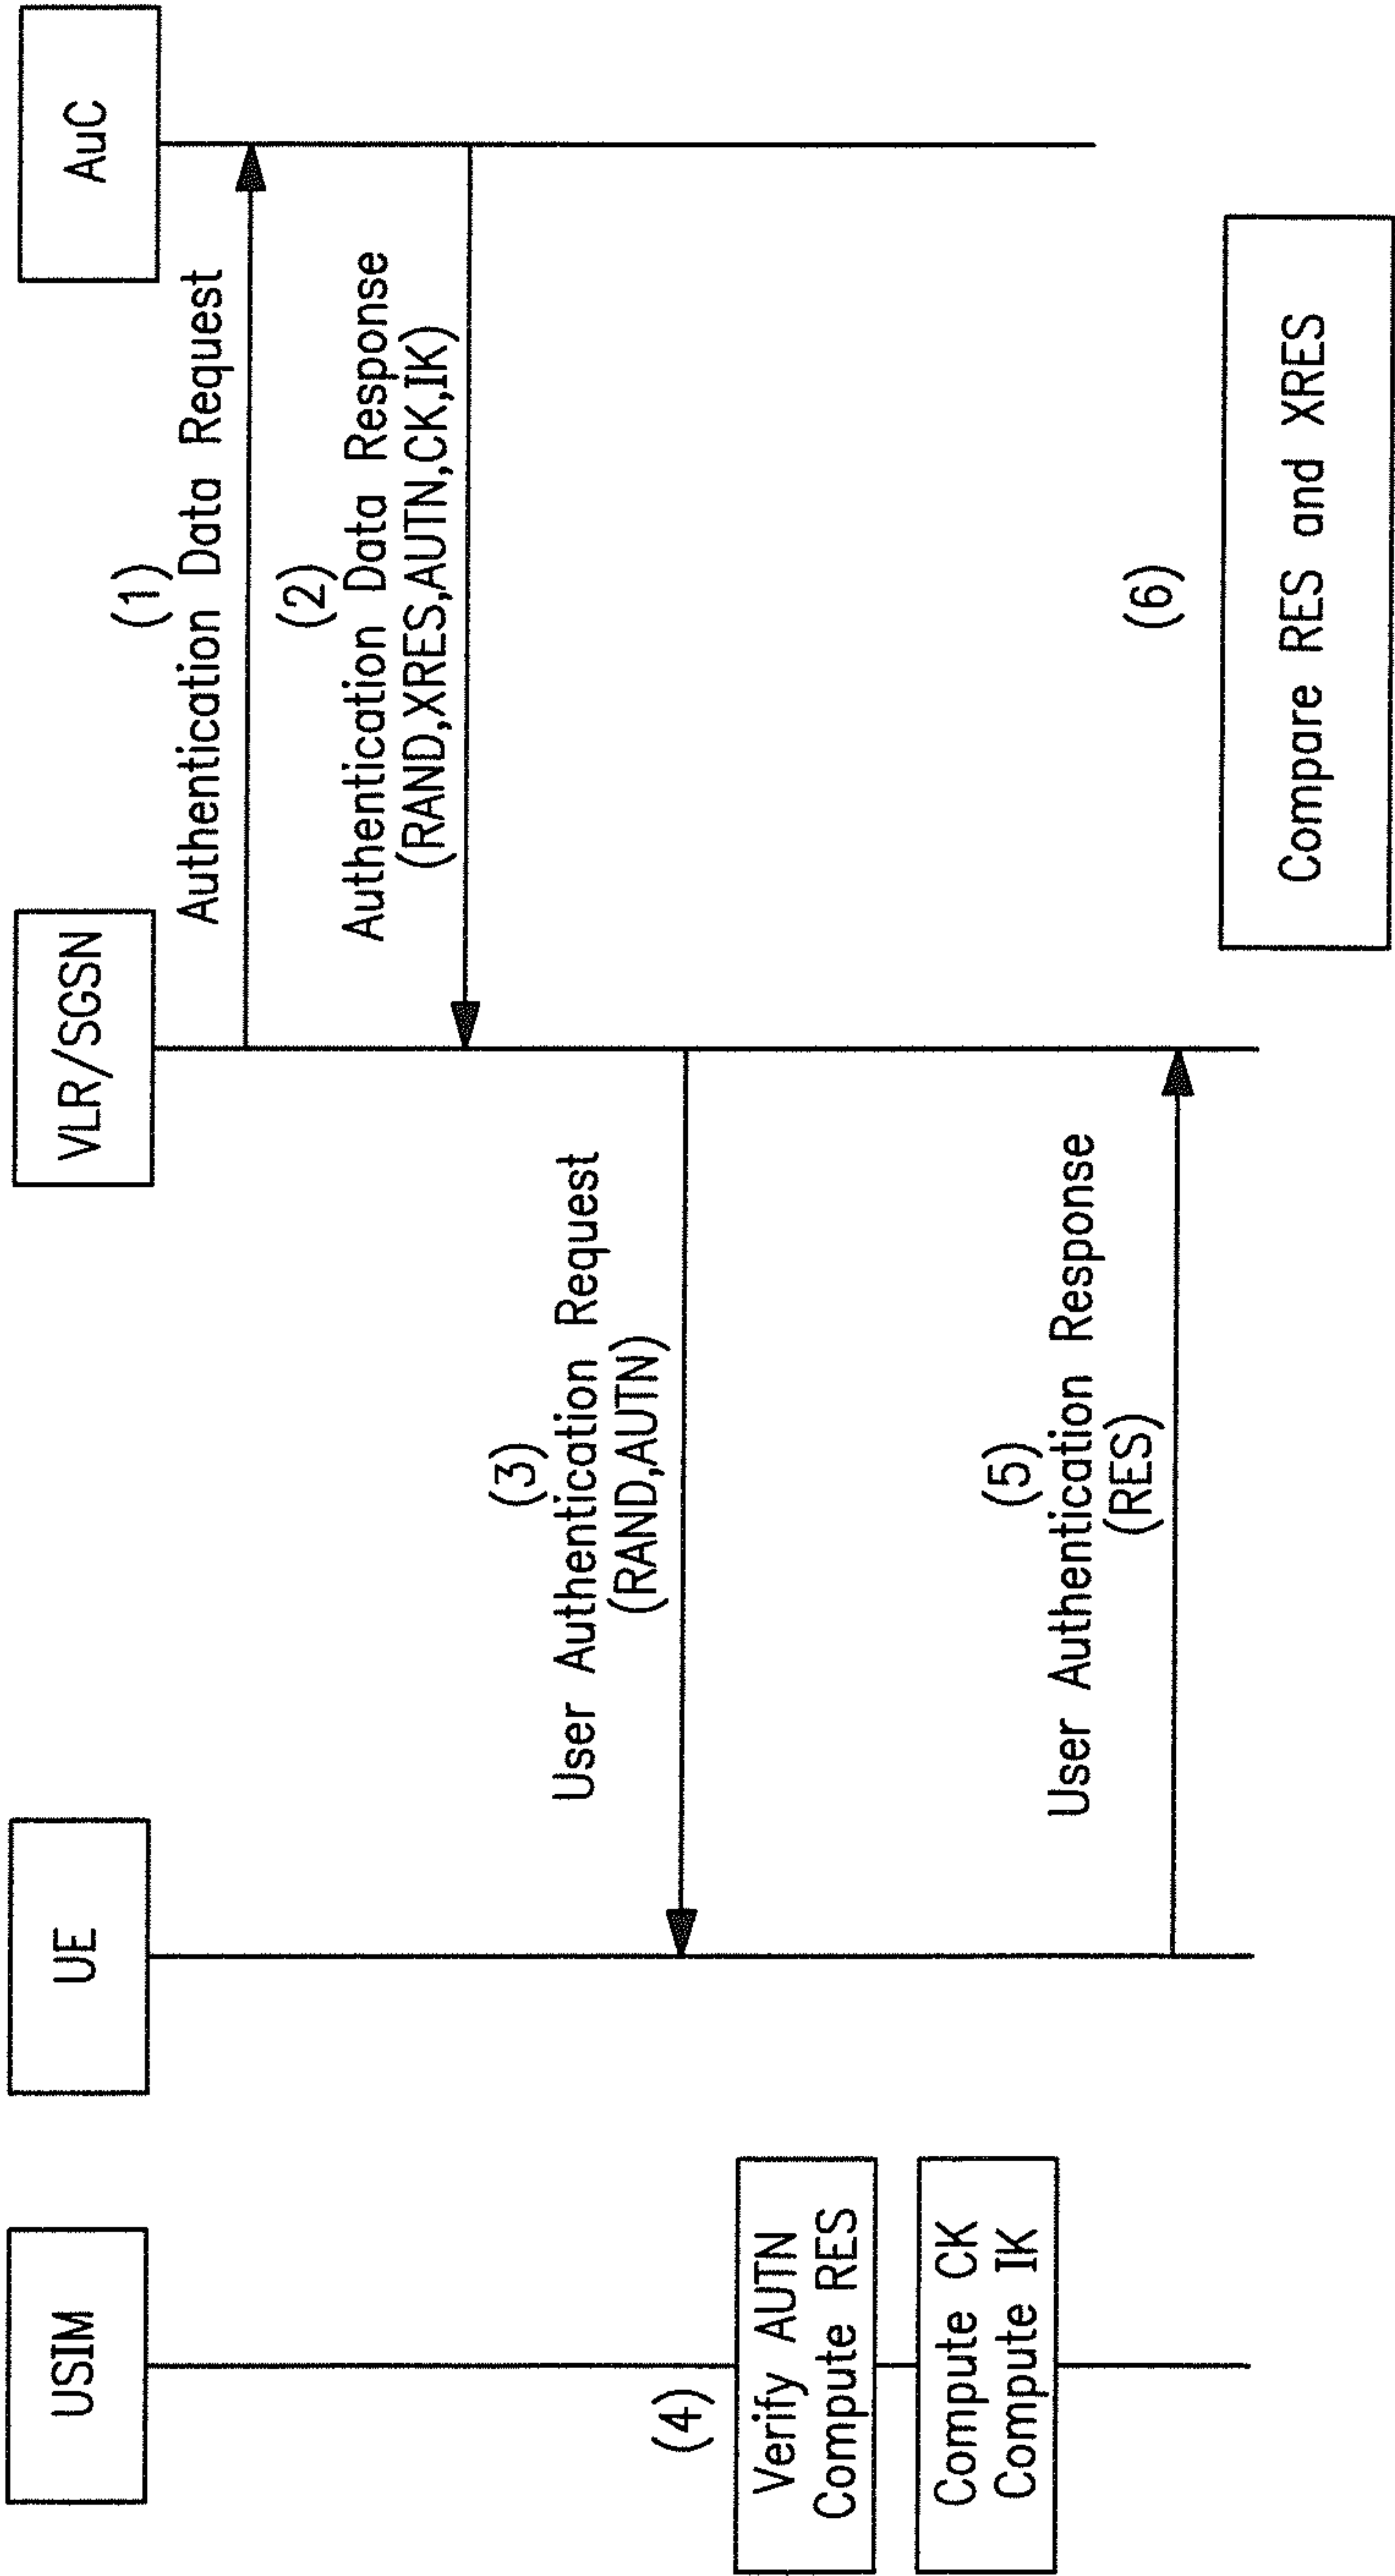 USIM
UE
VLR/SGSN
AuC
(1)
Authentication Data Request
(2)
Authentication Data Response
(RAND,XRES,AUTN,CK,IK)
(3)
User Authentication Request
(RAND,AUTN)
(4)
Verify AUTN
Compute RES
Compute CK
Compute IK
(5)
User Authentication Response
(RES)
(6)
Compare RES and XRES